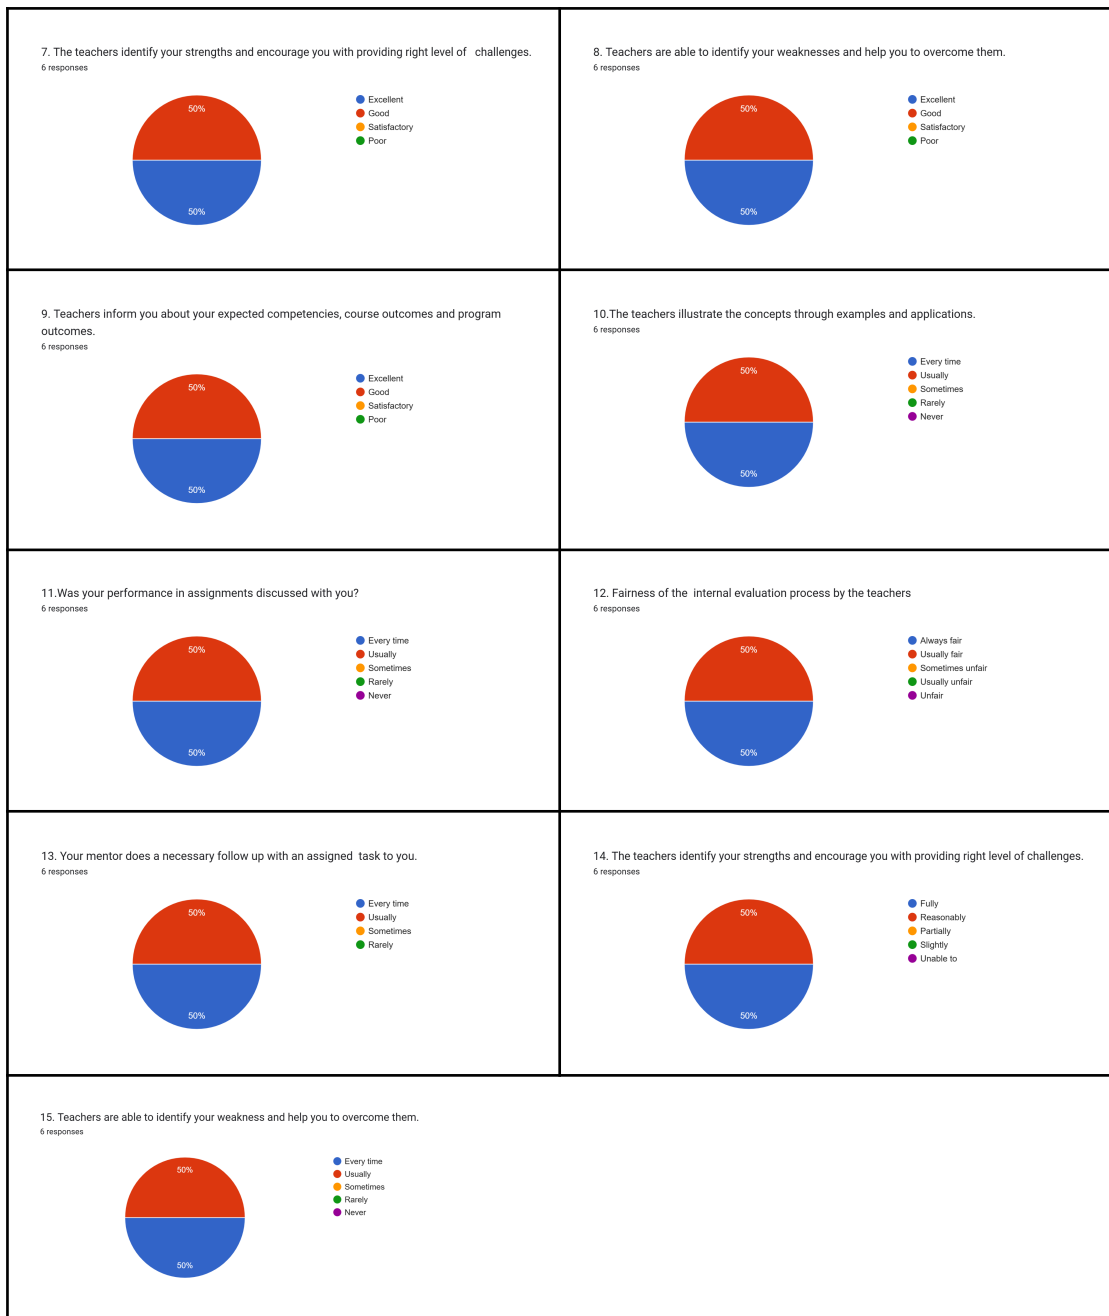 7. The teachers identify your strengths and encourage you with providing right level of  challenges.
6 responses
50%
50%
Excellent
Good
Satisfactory
Poor
8. Teachers are able to identify your weaknesses and help you to overcome them.
6 responses
50%
50%
Excellent
Good
Satisfactory
Poor
9. Teachers inform you about your expected competencies, course outcomes and program
outcomes.
6 responses
50%
50%
Excellent
Good
Satisfactory
Poor
10.The teachers illustrate the concepts through examples and applications.
6 responses
50%
50%
Every time
Usually
Sometimes
Rarely
Never
11.Was your performance in assignments discussed with you?
6 responses
50%
50%
Every time
Usually
Sometimes
Rarely
Never
12. Fairness of the  internal evaluation process by the teachers
6 responses
50%
50%
Always fair
Usually fair
Sometimes unfair
Usually unfair
Unfair
13. Your mentor does a necessary follow up with an assigned  task to you.
6 responses
50%
50%
Every time
Usually
Sometimes
Rarely
14. The teachers identify your strengths and encourage you with providing right level of challenges.
6 responses
50%
50%
Fully
Reasonably
Partially
Slightly
Unable to
15. Teachers are able to identify your weakness and help you to overcome them.
6 responses
50%
50%
Every time
Usually
Sometimes
Rarely
Never